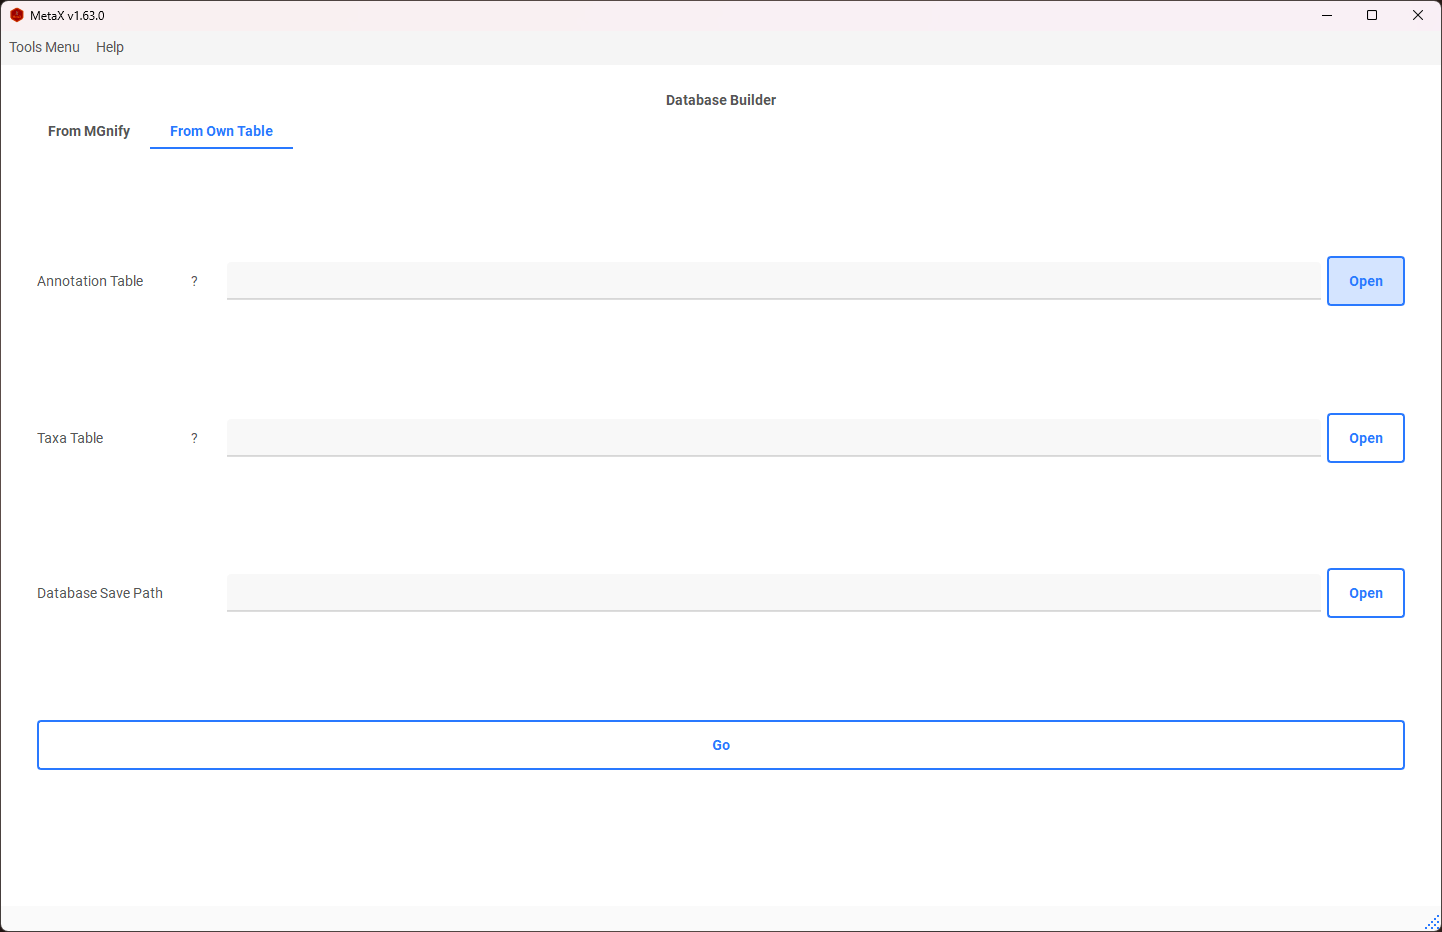 MetaX v1.63.0
Tools Menu Help
Database Builder
From MGnify From Own Table
Annotation Table ? Open
Taxa Table ? Open
Database Save Path Open
Go